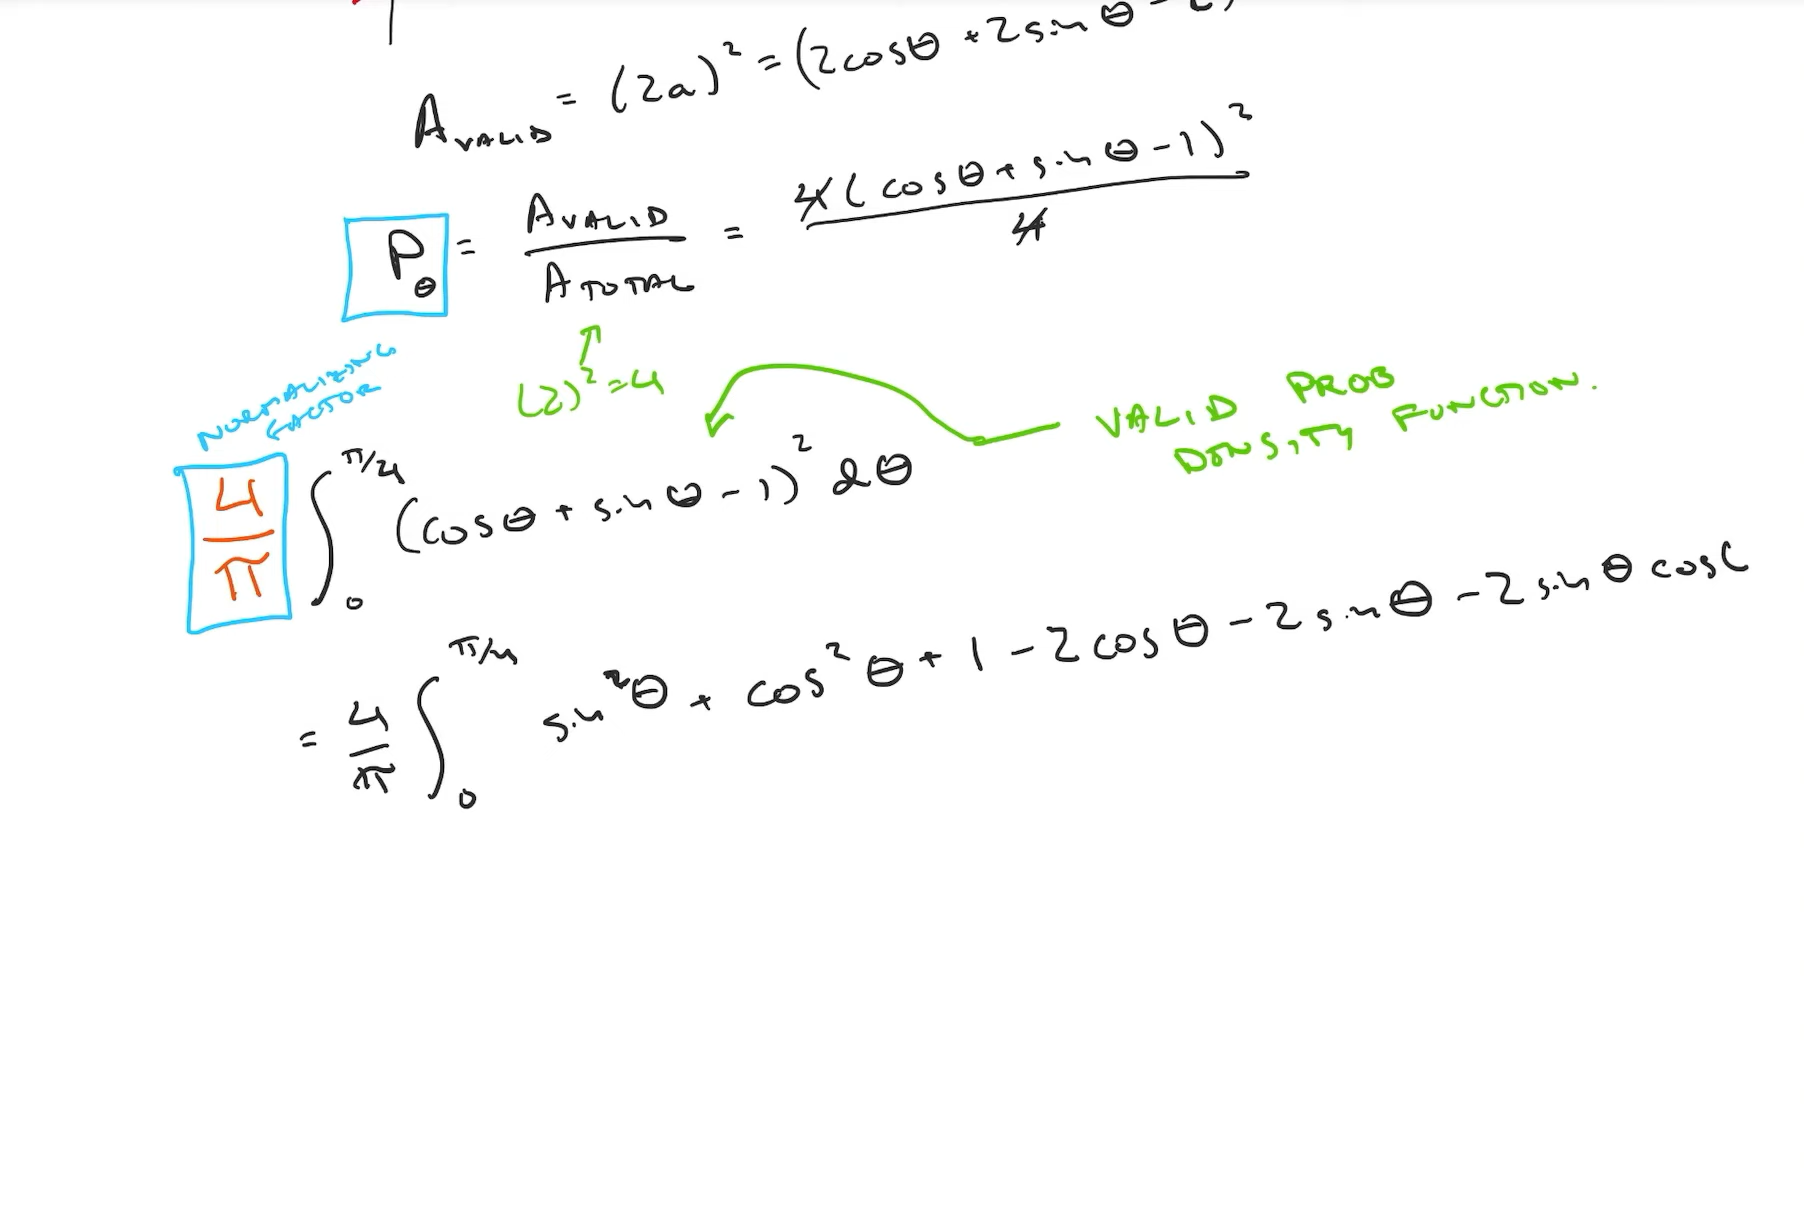 A_VALID = (2a)² = (2cosθ + 2sinθ - 2)
P_θ = A_VALID / A_TOTAL = 4(cosθ + sinθ - 1)² / 4
(2)² = 4
NORMALIZING
FACTOR
VALID PROB
DENSITY FUNCTION.
4/π ∫₀^π/4 (cosθ + sinθ - 1)² dθ
= 4/π ∫₀^π/4 sin²θ + cos²θ + 1 - 2cosθ - 2sinθ - 2sinθ cos(